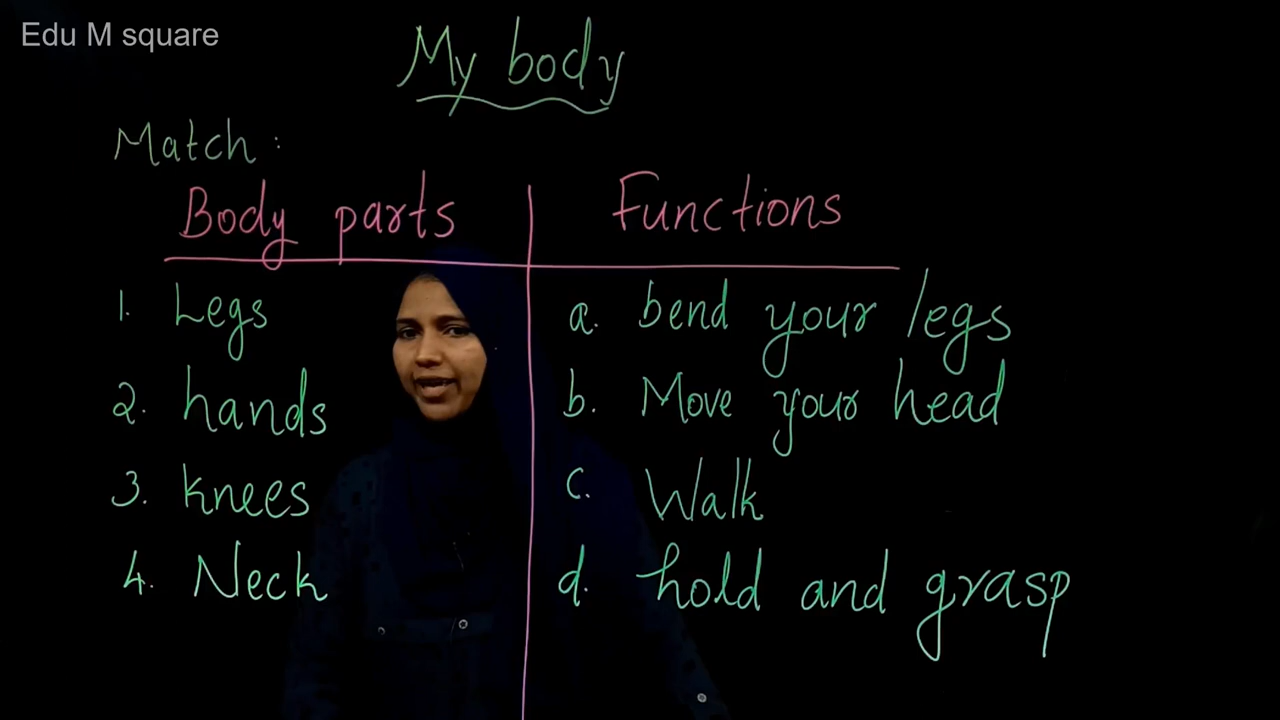 Edu M square
My body
Match :
Body parts Functions
1. Legs a. bend your legs
2. hands b. Move your head
3. knees c. Walk
4. Neck d. hold and grasp